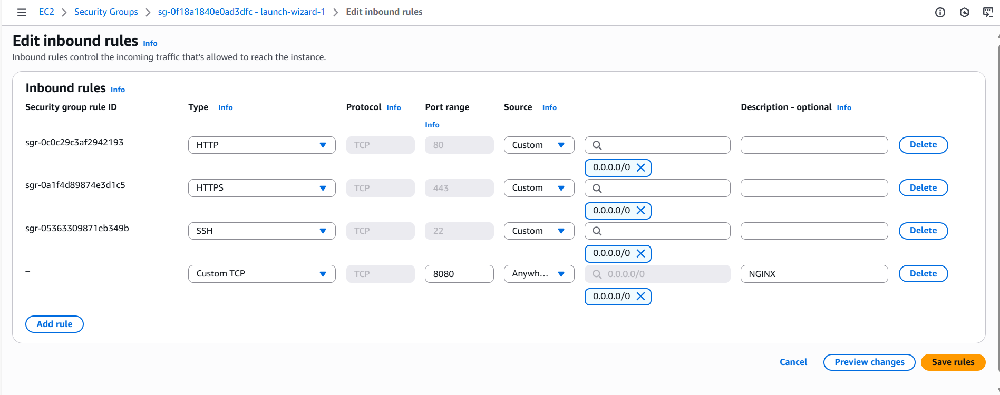 EC2 > Security Groups > sg-0f18a1840e0ad3dfc - launch-wizard-1 > Edit inbound rules
Edit inbound rules Info
Inbound rules control the incoming traffic that's allowed to reach the instance.
Inbound rules Info
Security group rule ID Type Info Protocol Info Port range Source Info Description - optional Info
Info
sgr-0c0c29c3af2942193 HTTP TCP 80 Custom Delete
0.0.0.0/0
sgr-0a1f4d89874e3d1c5 HTTPS TCP 443 Custom Delete
0.0.0.0/0
sgr-05363309871eb349b SSH TCP 22 Custom Delete
0.0.0.0/0
– Custom TCP TCP 8080 Anywh... 0.0.0.0/0 NGINX Delete
0.0.0.0/0
Add rule
Cancel Preview changes Save rules